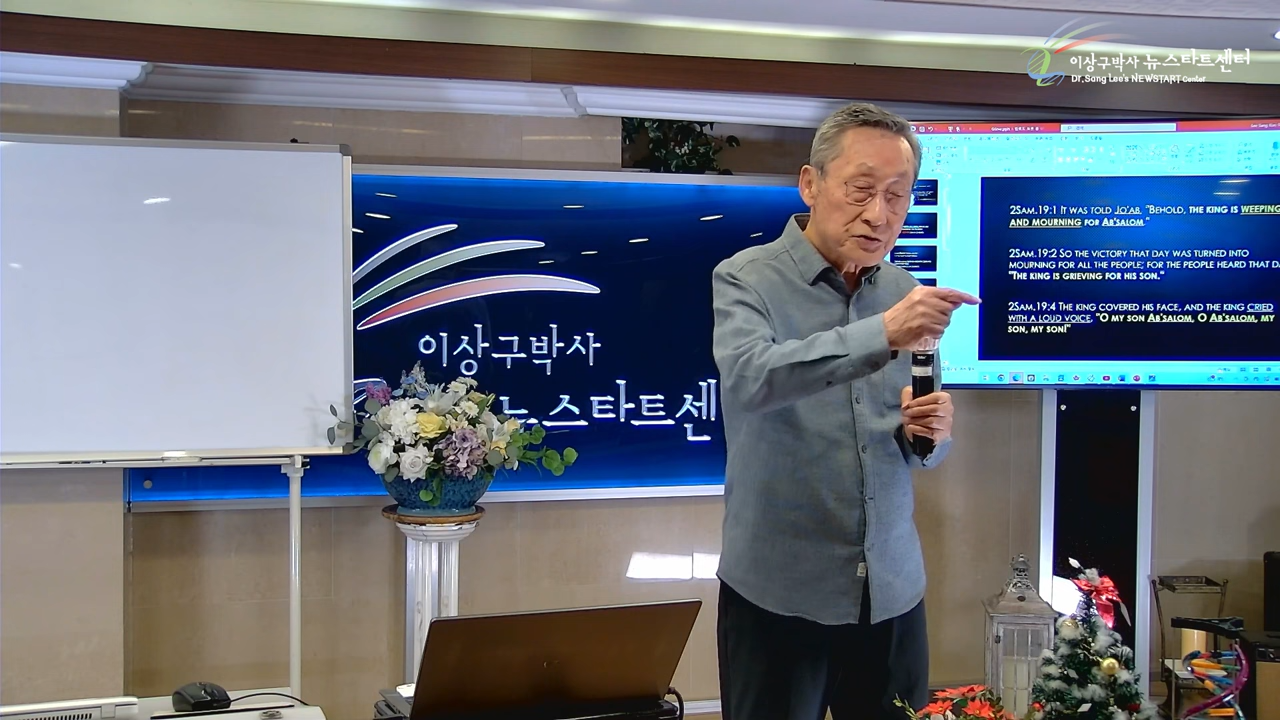 이상구박사 뉴스타트센터
Dr.Sang Lee's NEWSTART Center
이상구박사
뉴스타트센
2Sam.19:1 It was told Jo'ab, "Behold, the king is weeping
and mourning for Ab'salom."
2Sam.19:2 So the victory that day was turned into
mourning for all the people; for the people heard that da
"The king is grieving for his son."
2Sam.19:4 The king covered his face, and the king cried
with a loud voice, "O my son Ab'salom, O Ab'salom, my
son, my son!"